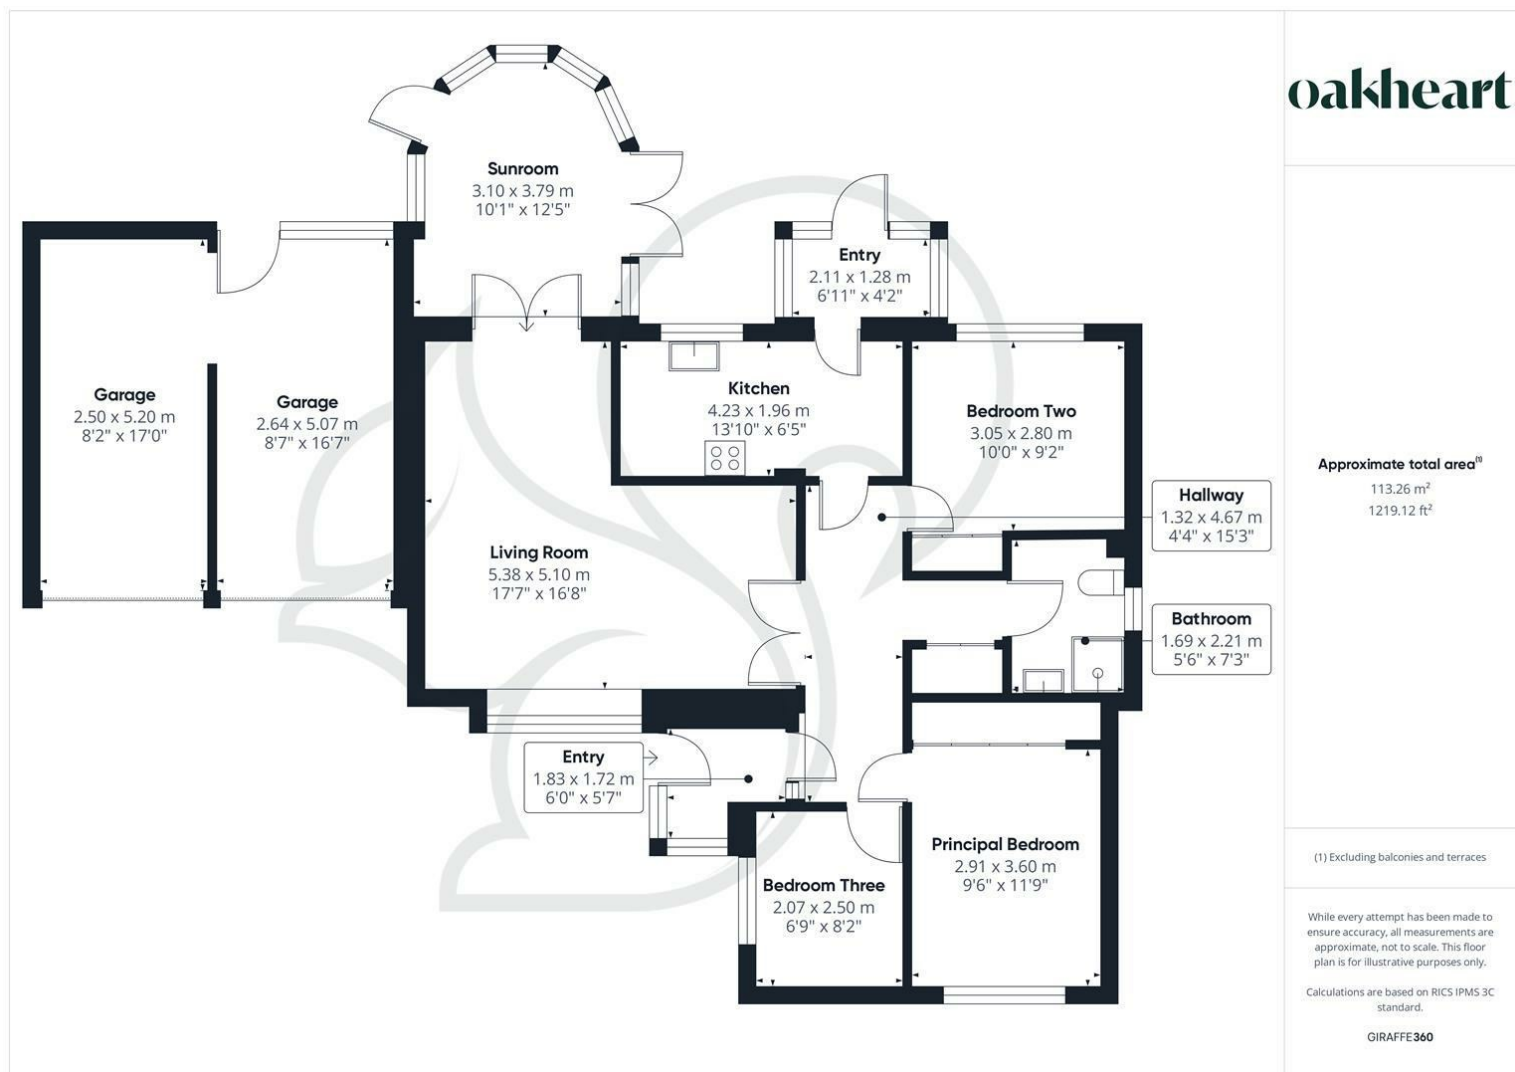 oakheart
Sunroom
3.10 x 3.79 m
10'1" x 12'5"
Entry
2.11 x 1.28 m
6'11" x 4'2"
Garage
2.50 x 5.20 m
8'2" x 17'0"
Garage
2.64 x 5.07 m
8'7" x 16'7"
Kitchen
4.23 x 1.96 m
13'10" x 6'5"
Bedroom Two
3.05 x 2.80 m
10'0" x 9'2"
Hallway
1.32 x 4.67 m
4'4" x 15'3"
Living Room
5.38 x 5.10 m
17'7" x 16'8"
Bathroom
1.69 x 2.21 m
5'6" x 7'3"
Entry
1.83 x 1.72 m
6'0" x 5'7"
Principal Bedroom
2.91 x 3.60 m
9'6" x 11'9"
Bedroom Three
2.07 x 2.50 m
6'9" x 8'2"
Approximate total area⁽¹⁾
113.26 m²
1219.12 ft²
(1) Excluding balconies and terraces
While every attempt has been made to
ensure accuracy, all measurements are
approximate, not to scale. This floor
plan is for illustrative purposes only.
Calculations are based on RICS IPMS 3C
standard.
GIRAFFE360